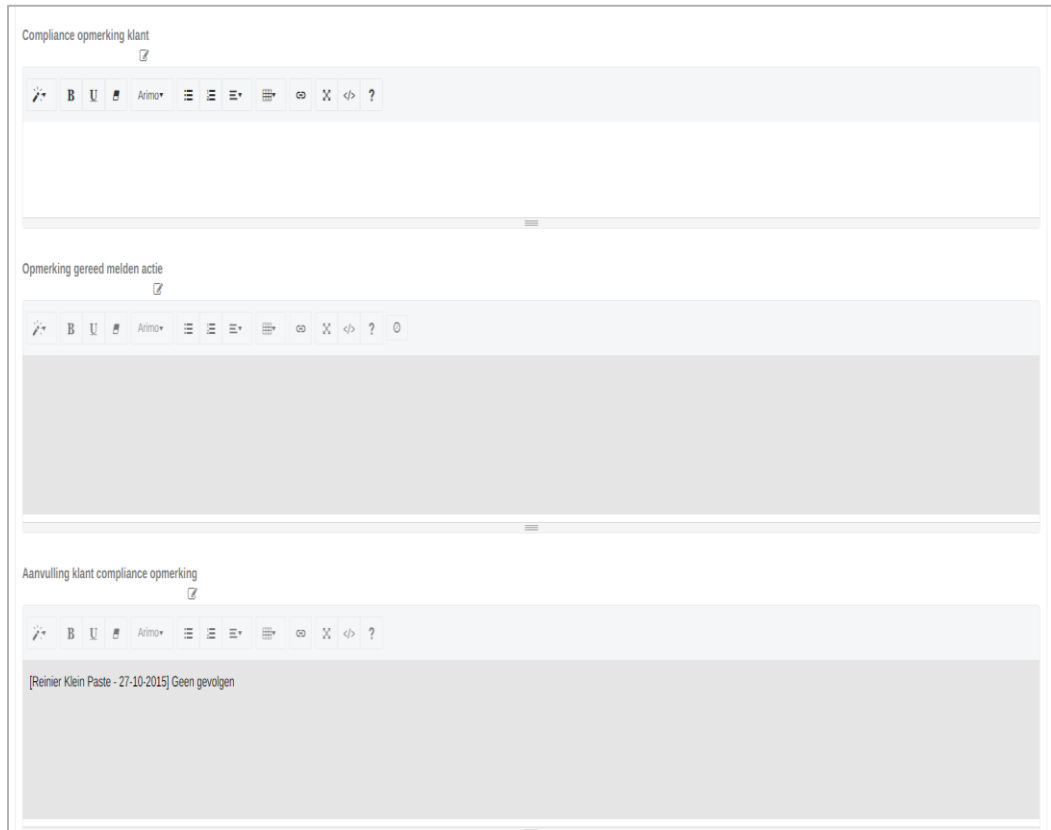 Compliance opmerking klant
B U Arimo </> ?
Opmerking gereed melden actie
B U Arimo </> ?
Aanvulling klant compliance opmerking
B U Arimo </> ?
[Reinier Klein Paste - 27-10-2015] Geen gevolgen